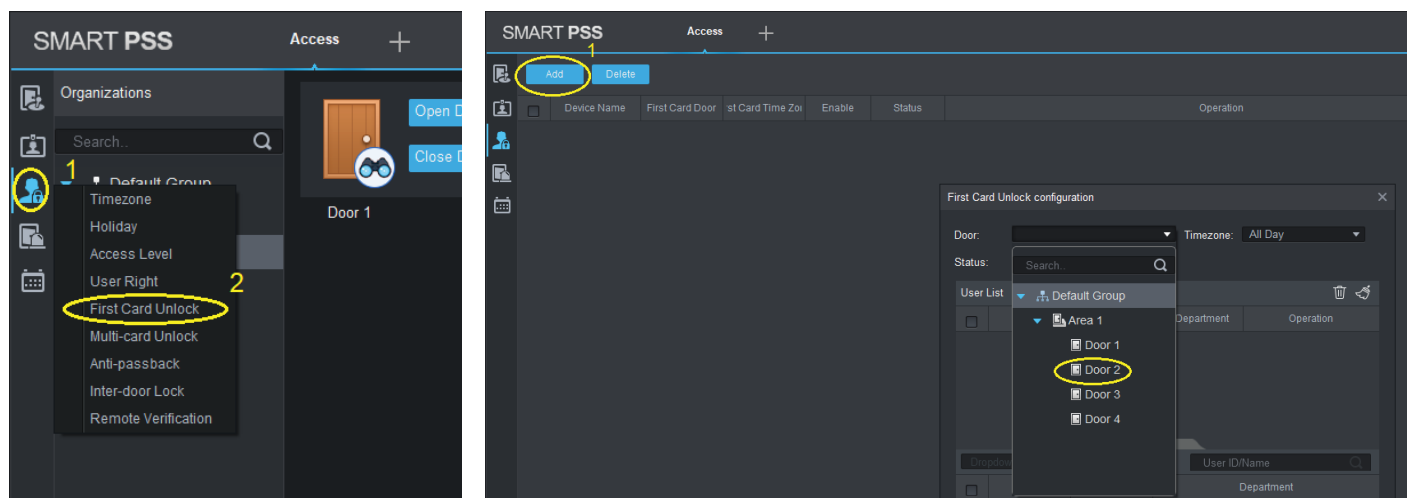 SMART PSS
Access
Organizations
Search..
1
Default Group
Open D
Close D
Door 1
Timezone
Holiday
Access Level
User Right
2
First Card Unlock
Multi-card Unlock
Anti-passback
Inter-door Lock
Remote Verification
SMART PSS
Access
1
Add Delete
Device Name First Card Door st Card Time Zo Enable Status Operation
First Card Unlock configuration
Door: Timezone: All Day
Status: Search..
User List Default Group
Area 1 Department Operation
Door 1
Door 2
Door 3
Door 4
Dropdow User ID/Name
Department